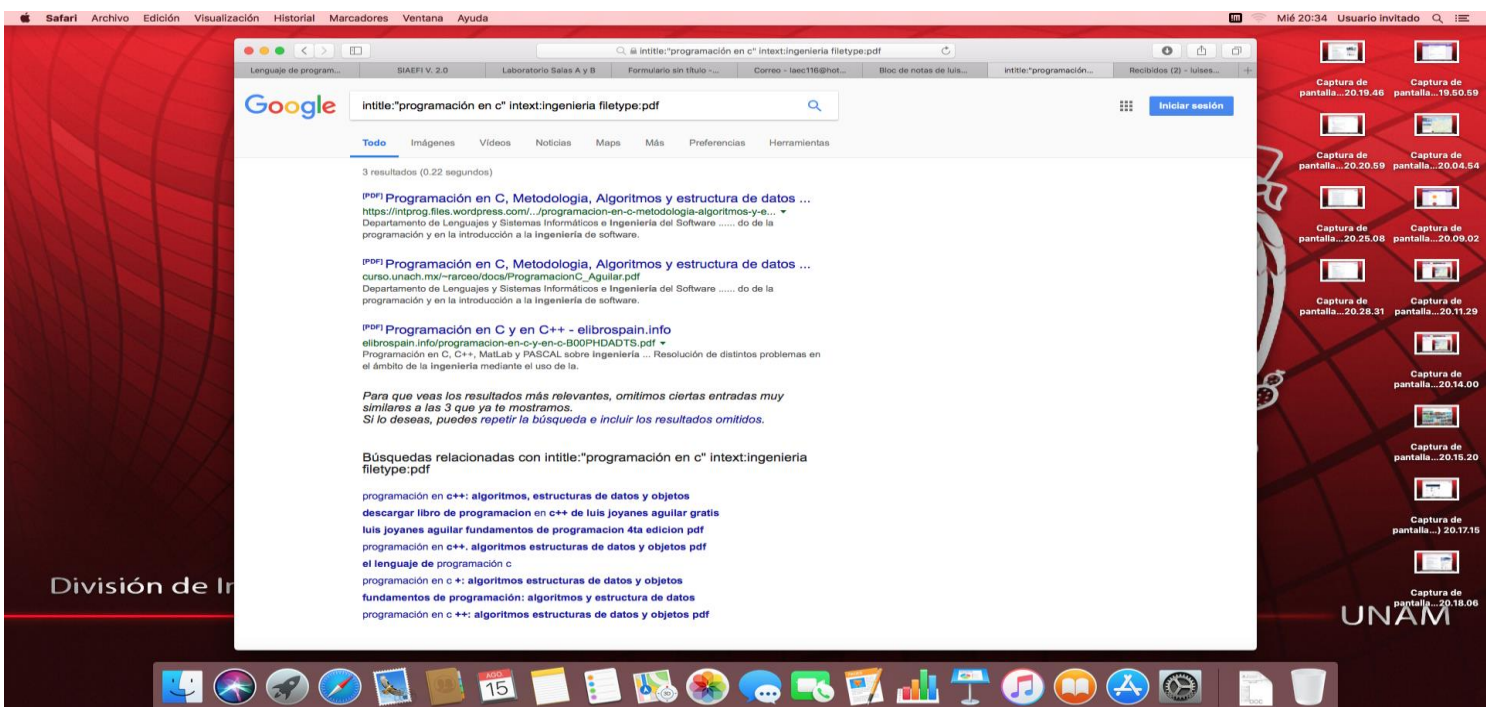 Safari Archivo Edición Visualización Historial Marcadores Ventana Ayuda
Mié 20:34 Usuario invitado
intitle:"programación en c" intext:ingenieria filetype:pdf
Lenguaje de program... SIAEFI V. 2.0 Laboratorio Salas A y B Formulario sin título -... Correo - laec116@hot... Bloc de notas de luis... intitle:"programación... Recibidos (2) - luises...
Google
intitle:"programación en c" intext:ingenieria filetype:pdf
Iniciar sesión
Todo Imágenes Vídeos Noticias Maps Más Preferencias Herramientas
3 resultados (0.22 segundos)
[PDF] Programación en C, Metodologia, Algoritmos y estructura de datos ...
https://intprog.files.wordpress.com/.../programacion-en-c-metodologia-algoritmos-y-e...
Departamento de Lenguajes y Sistemas Informáticos e Ingeniería del Software ...... do de la
programación y en la introducción a la ingeniería de software.
[PDF] Programación en C, Metodologia, Algoritmos y estructura de datos ...
curso.unach.mx/~rarceo/docs/ProgramacionC_Aguilar.pdf
Departamento de Lenguajes y Sistemas Informáticos e Ingeniería del Software ...... do de la
programación y en la introducción a la ingeniería de software.
[PDF] Programación en C y en C++ - elibrospain.info
elibrospain.info/programacion-en-c-y-en-c-B00PHDADTS.pdf
Programación en C, C++, MatLab y PASCAL sobre ingeniería ... Resolución de distintos problemas en
el ámbito de la ingeniería mediante el uso de la.
Para que veas los resultados más relevantes, omitimos ciertas entradas muy
similares a las 3 que ya te mostramos.
Si lo deseas, puedes repetir la búsqueda e incluir los resultados omitidos.
Búsquedas relacionadas con intitle:"programación en c" intext:ingenieria
filetype:pdf
programación en c++: algoritmos, estructuras de datos y objetos
descargar libro de programacion en c++ de luis joyanes aguilar gratis
luis joyanes aguilar fundamentos de programacion 4ta edicion pdf
programación en c++. algoritmos estructuras de datos y objetos pdf
el lenguaje de programación c
programación en c +: algoritmos estructuras de datos y objetos
fundamentos de programación: algoritmos y estructura de datos
programación en c ++: algoritmos estructuras de datos y objetos pdf
Captura de
pantalla...20.19.46
Captura de
pantalla...19.50.59
Captura de
pantalla...20.20.59
Captura de
pantalla...20.04.54
Captura de
pantalla...20.25.08
Captura de
pantalla...20.09.02
Captura de
pantalla...20.28.31
Captura de
pantalla...20.11.29
Captura de
pantalla...20.14.00
Captura de
pantalla...20.15.20
Captura de
pantalla...) 20.17.15
Captura de
pantalla...20.18.06
División de In
UNAM
AGO
15
DOC